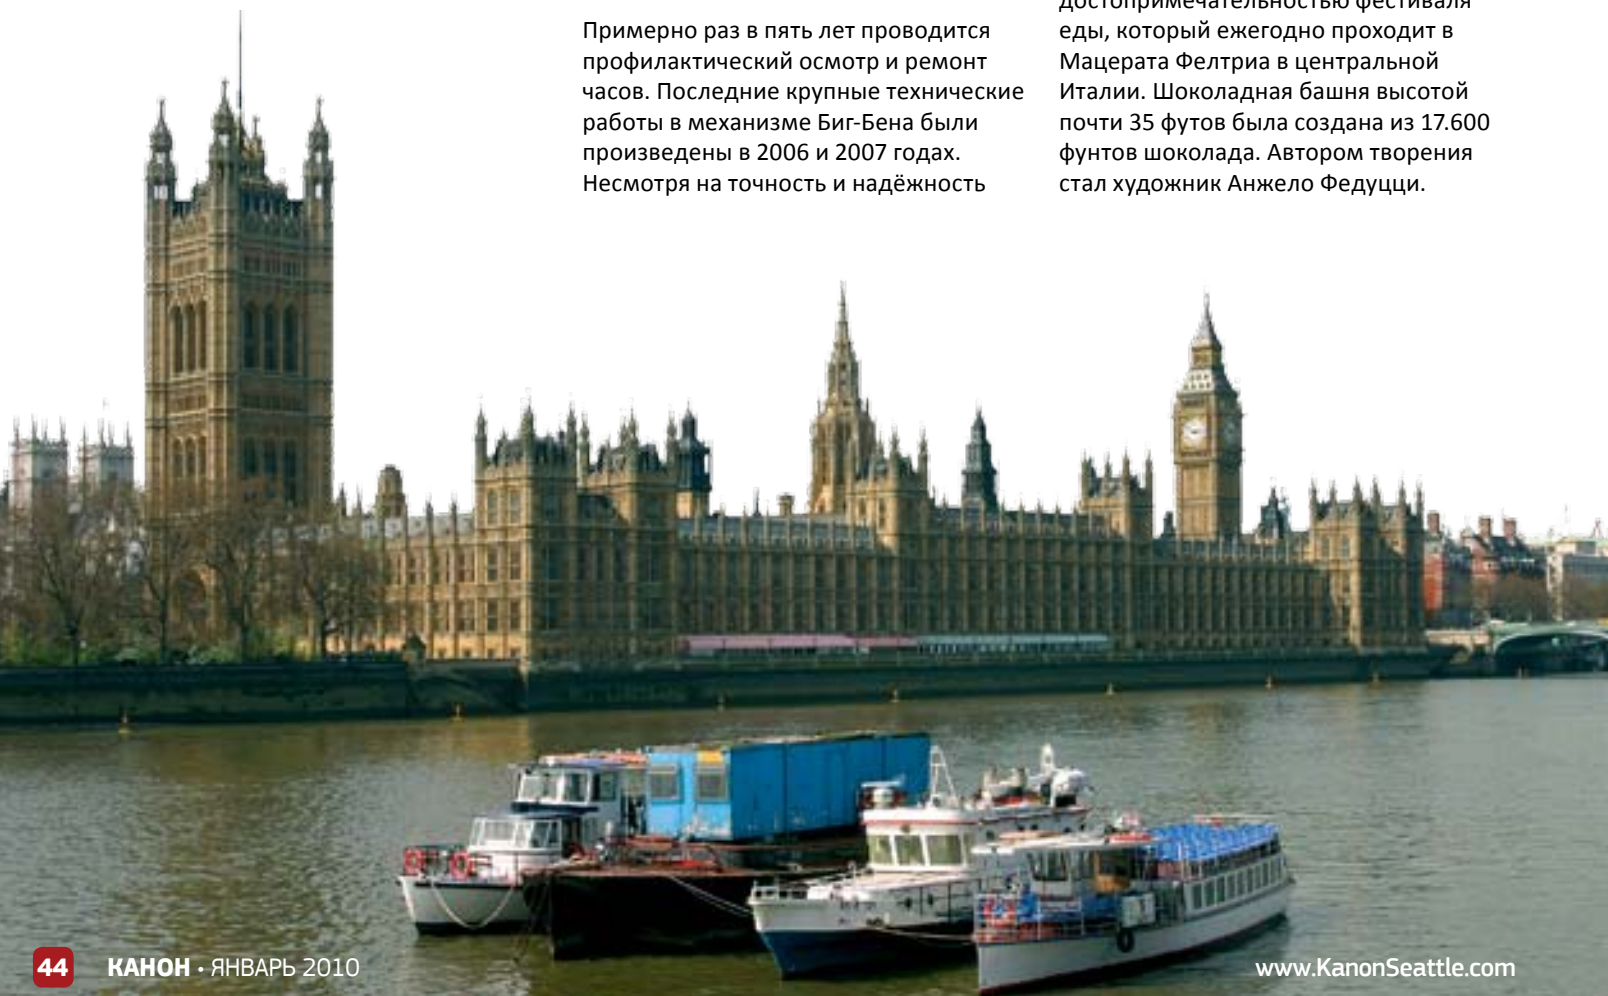 Примерно раз в пять лет проводится
профилактический осмотр и ремонт
часов. Последние крупные технические
работы в механизме Биг-Бена были
произведены в 2006 и 2007 годах.
Несмотря на точность и надёжность
достопримечательностью фестиваля
еды, который ежегодно проходит в
Мацерата Фелтриа в центральной
Италии. Шоколадная башня высотой
почти 35 футов была создана из 17.600
фунтов шоколада. Автором творения
стал художник Анжело Федуцци.
44 КАНОН • ЯНВАРЬ 2010
www.KanonSeattle.com